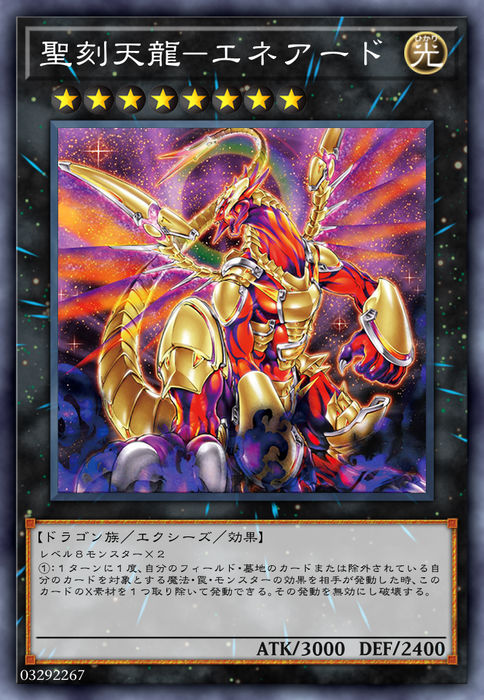 聖刻天龍－エネアード
ひかり
光
【ドラゴン族／エクシーズ／効果】
レベル８モンスター×２
①：１ターンに１度、自分のフィールド・墓地のカードまたは除外されている自
分のカードを対象とする魔法・罠・モンスターの効果を相手が発動した時、この
カードのX素材を１つ取り除いて発動できる。その発動を無効にし破壊する。
ATK/3000 DEF/2400
03292267